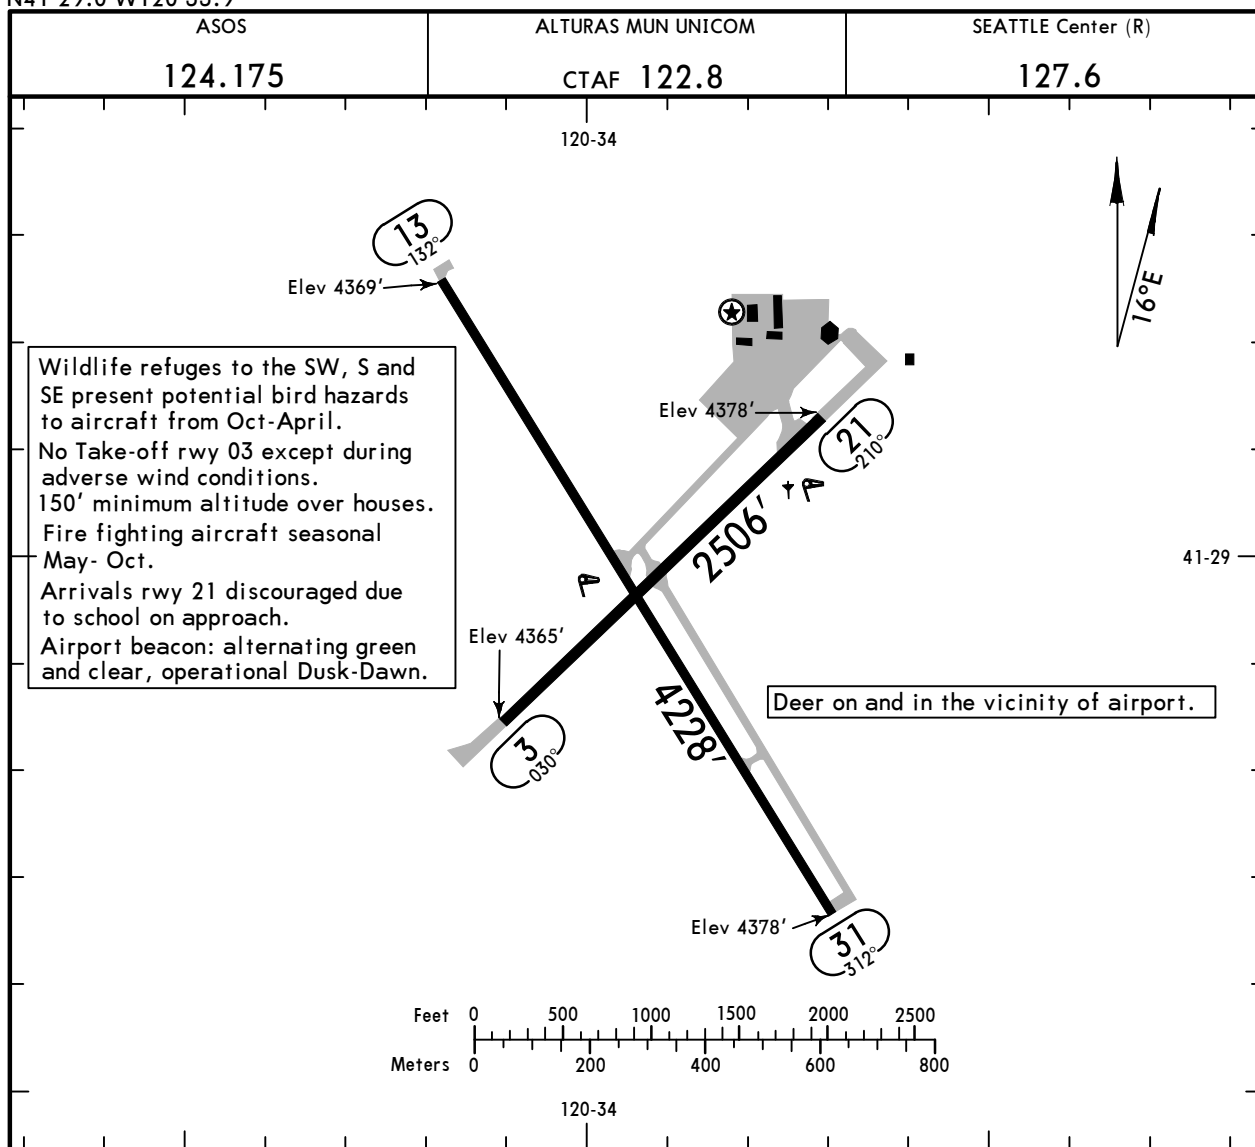 N41 29.0 W120 33.9
ASOS
124.175
ALTURAS MUN UNICOM
CTAF 122.8
SEATTLE Center (R)
127.6
120-34
13
132°
Elev 4369'
16°E
Wildlife refuges to the SW, S and
SE present potential bird hazards
to aircraft from Oct-April.
No Take-off rwy 03 except during
adverse wind conditions.
150' minimum altitude over houses.
Fire fighting aircraft seasonal
May- Oct.
Arrivals rwy 21 discouraged due
to school on approach.
Airport beacon: alternating green
and clear, operational Dusk-Dawn.
Elev 4378'
21
210°
2506'
41-29
Elev 4365'
3
030°
4228'
Deer on and in the vicinity of airport.
Elev 4378'
31
312°
Feet 0 500 1000 1500 2000 2500
Meters 0 200 400 600 800
120-34